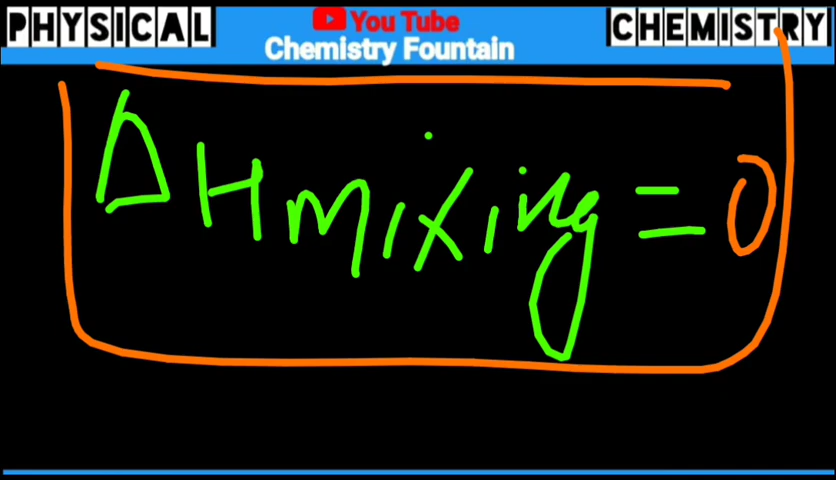 PHYSICAL
You Tube
Chemistry Fountain
CHEMISTRY
ΔHmixing = 0